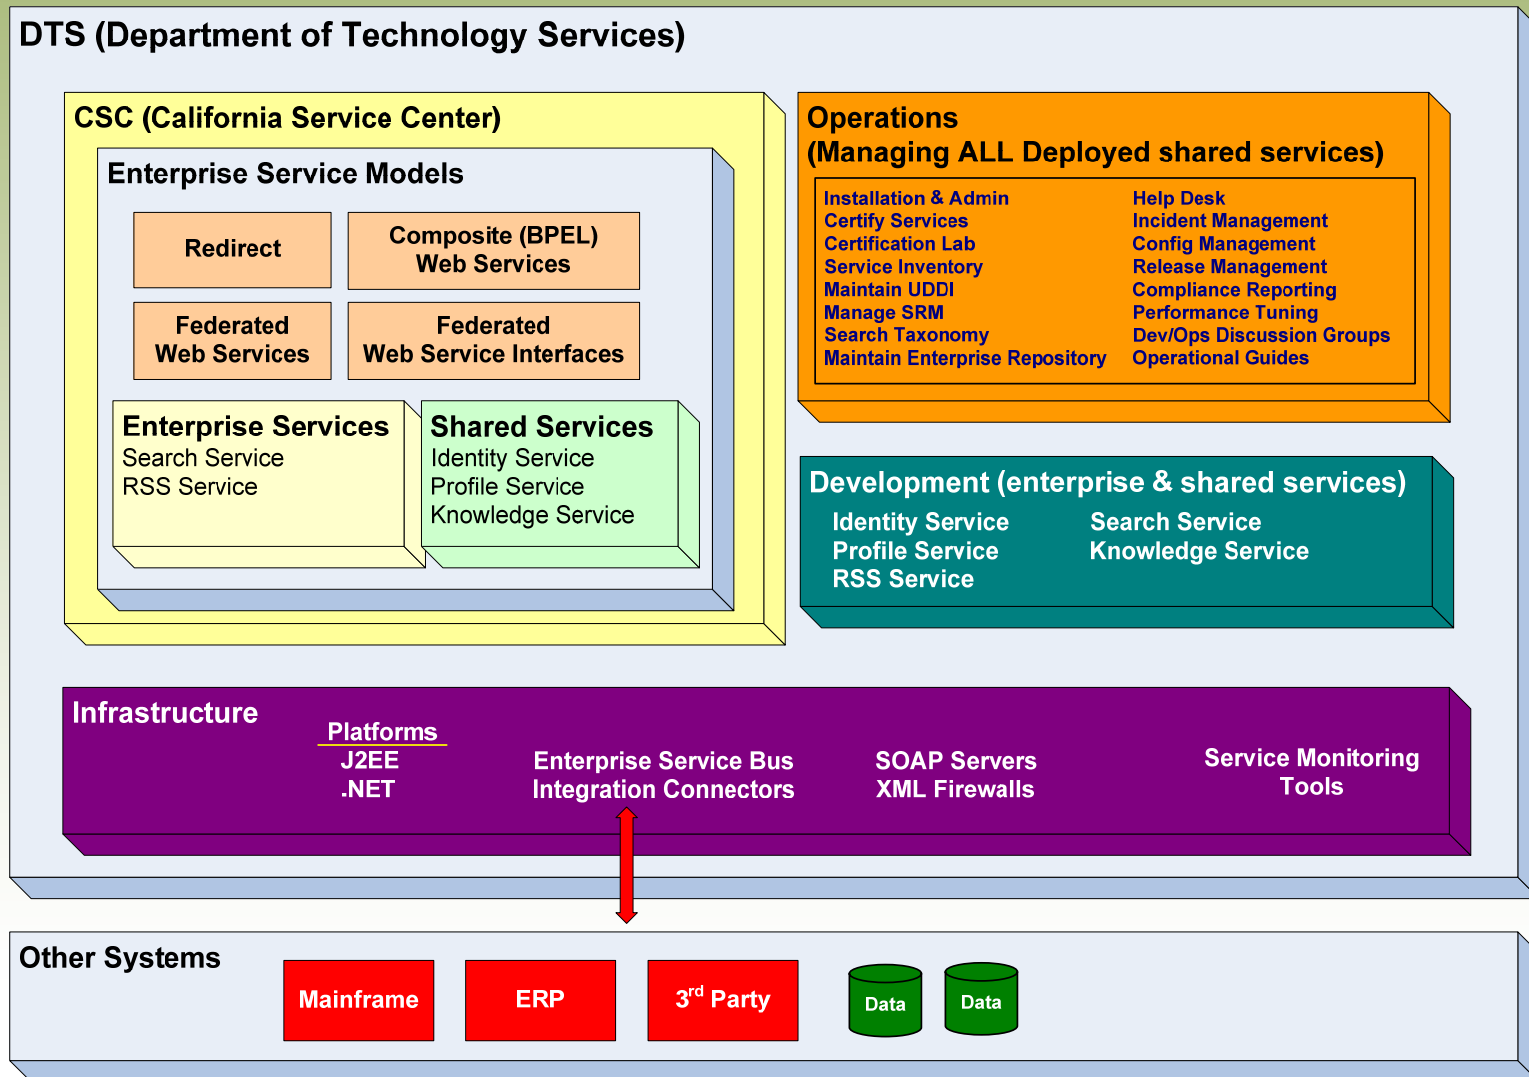 DTS (Department of Technology Services)
CSC (California Service Center)
Enterprise Service Models
Redirect
Composite (BPEL)
Web Services
Federated
Web Services
Federated
Web Service Interfaces
Enterprise Services
Search Service
RSS Service
Shared Services
Identity Service
Profile Service
Knowledge Service
Operations
(Managing ALL Deployed shared services)
Installation & Admin
Certify Services
Certification Lab
Service Inventory
Maintain UDDI
Manage SRM
Search Taxonomy
Maintain Enterprise Repository
Help Desk
Incident Management
Config Management
Release Management
Compliance Reporting
Performance Tuning
Dev/Ops Discussion Groups
Operational Guides
Development (enterprise & shared services)
Identity Service
Profile Service
RSS Service
Search Service
Knowledge Service
Infrastructure
Platforms
J2EE
.NET
Enterprise Service Bus
Integration Connectors
SOAP Servers
XML Firewalls
Service Monitoring
Tools
Other Systems
Mainframe
ERP
3rd Party
Data
Data